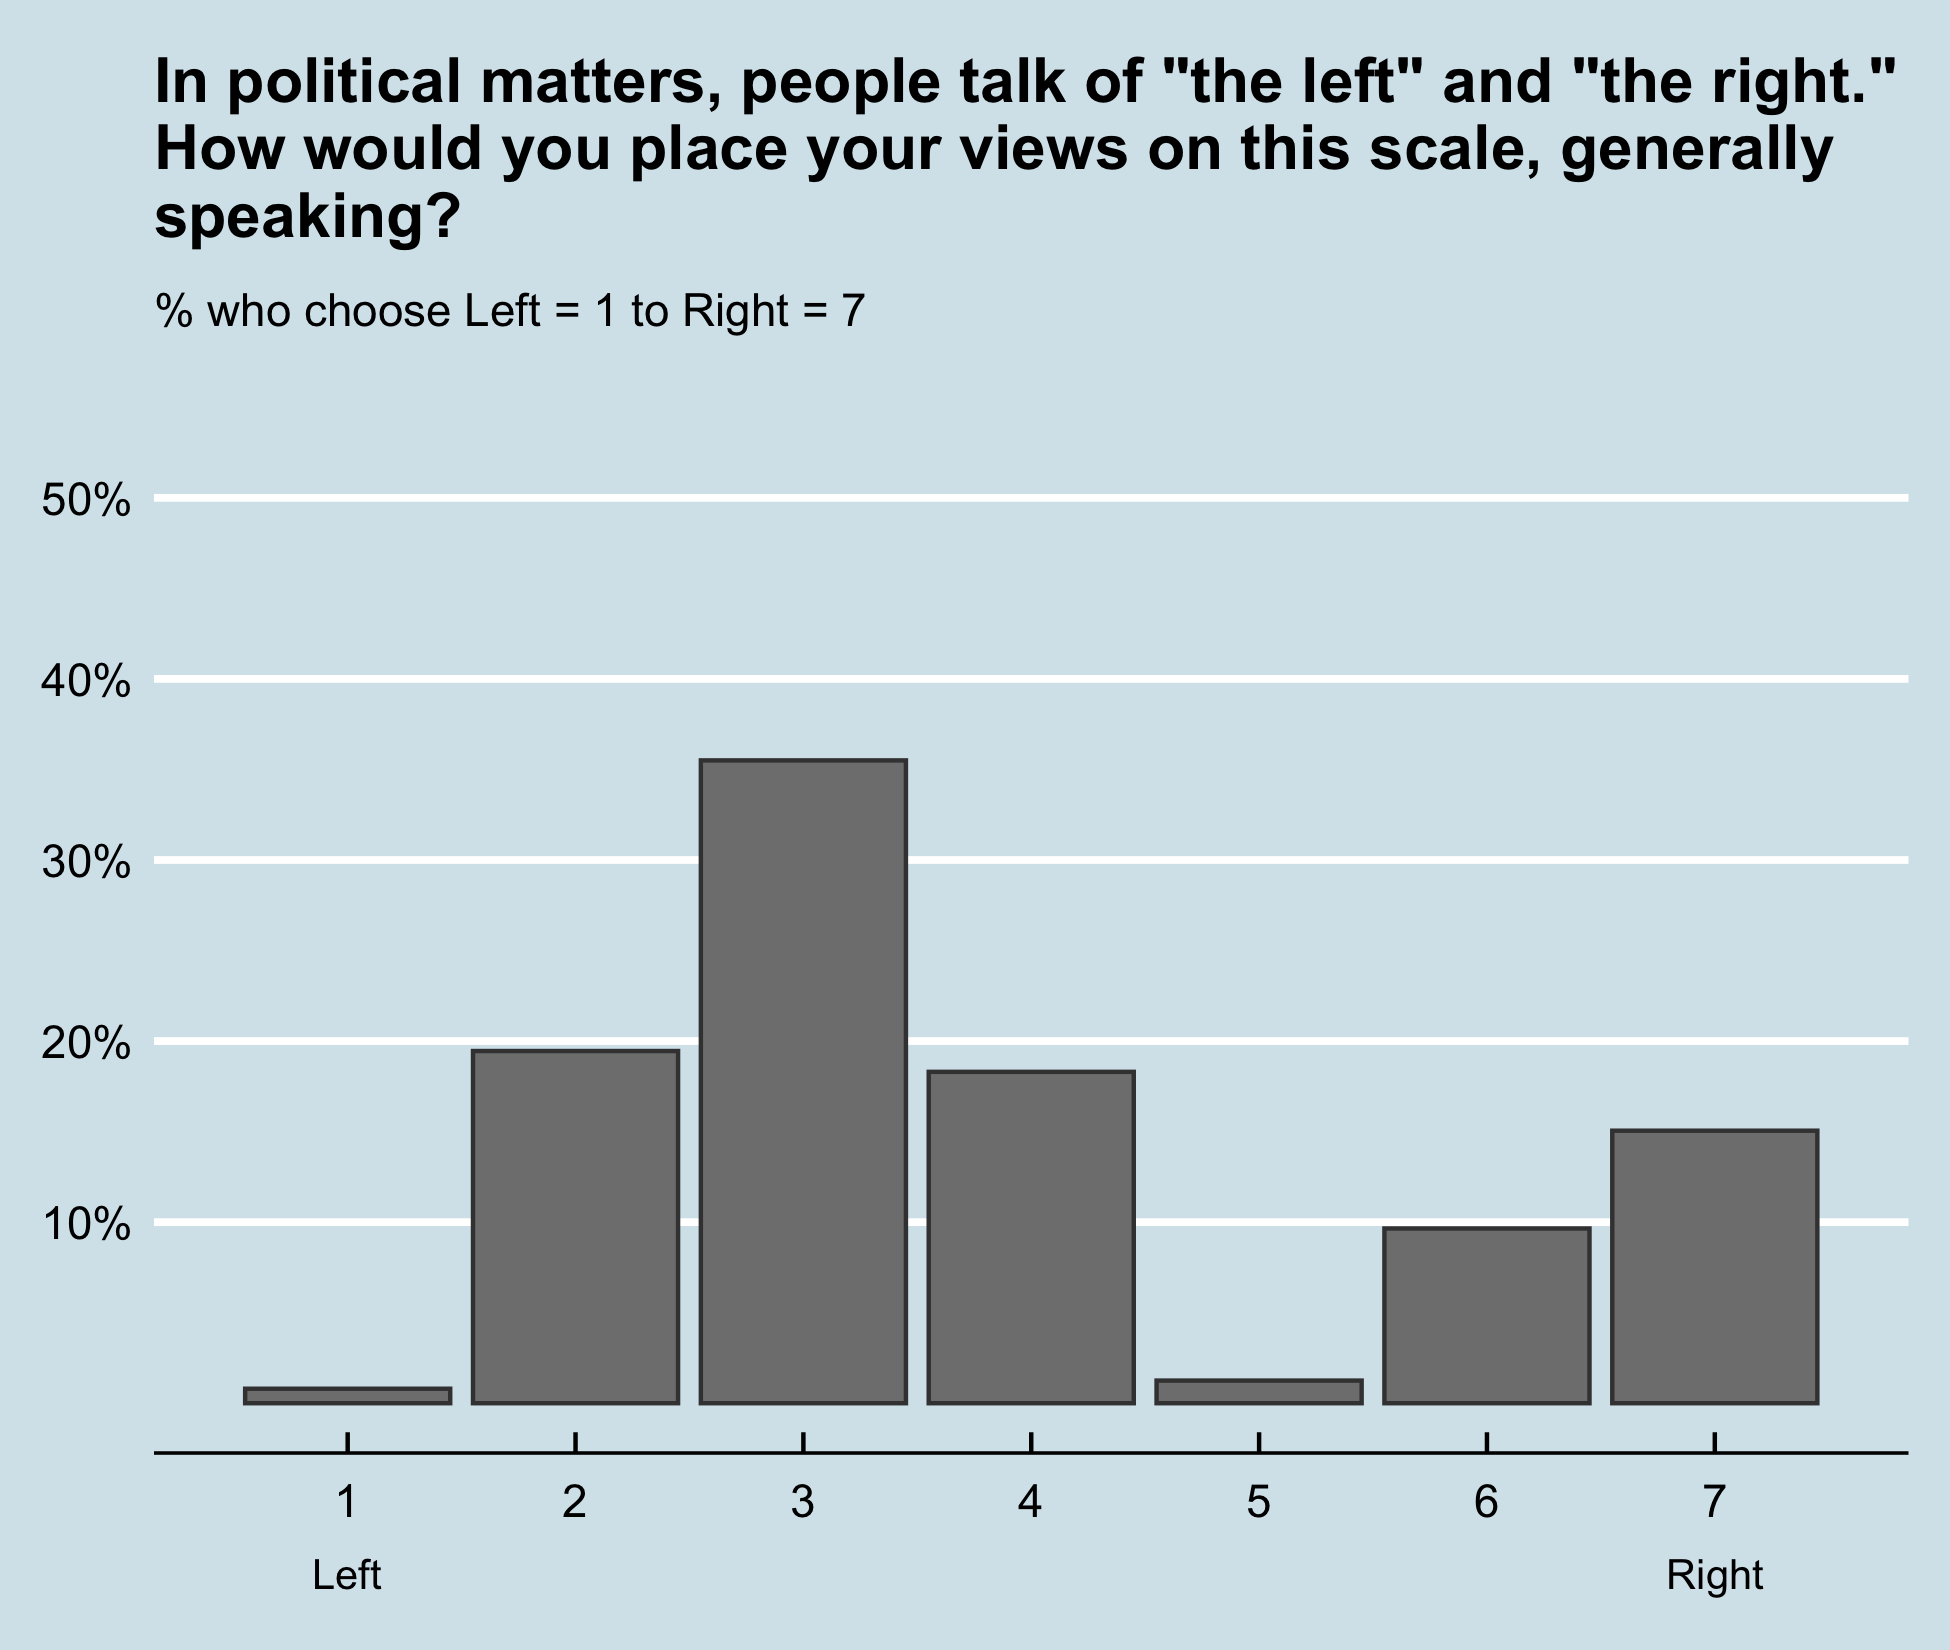 In political matters, people talk of "the left" and "the right."
How would you place your views on this scale, generally
speaking?
% who choose Left = 1 to Right = 7
50%
40%
30%
20%
10%
1 2 3 4 5 6 7
Left Right